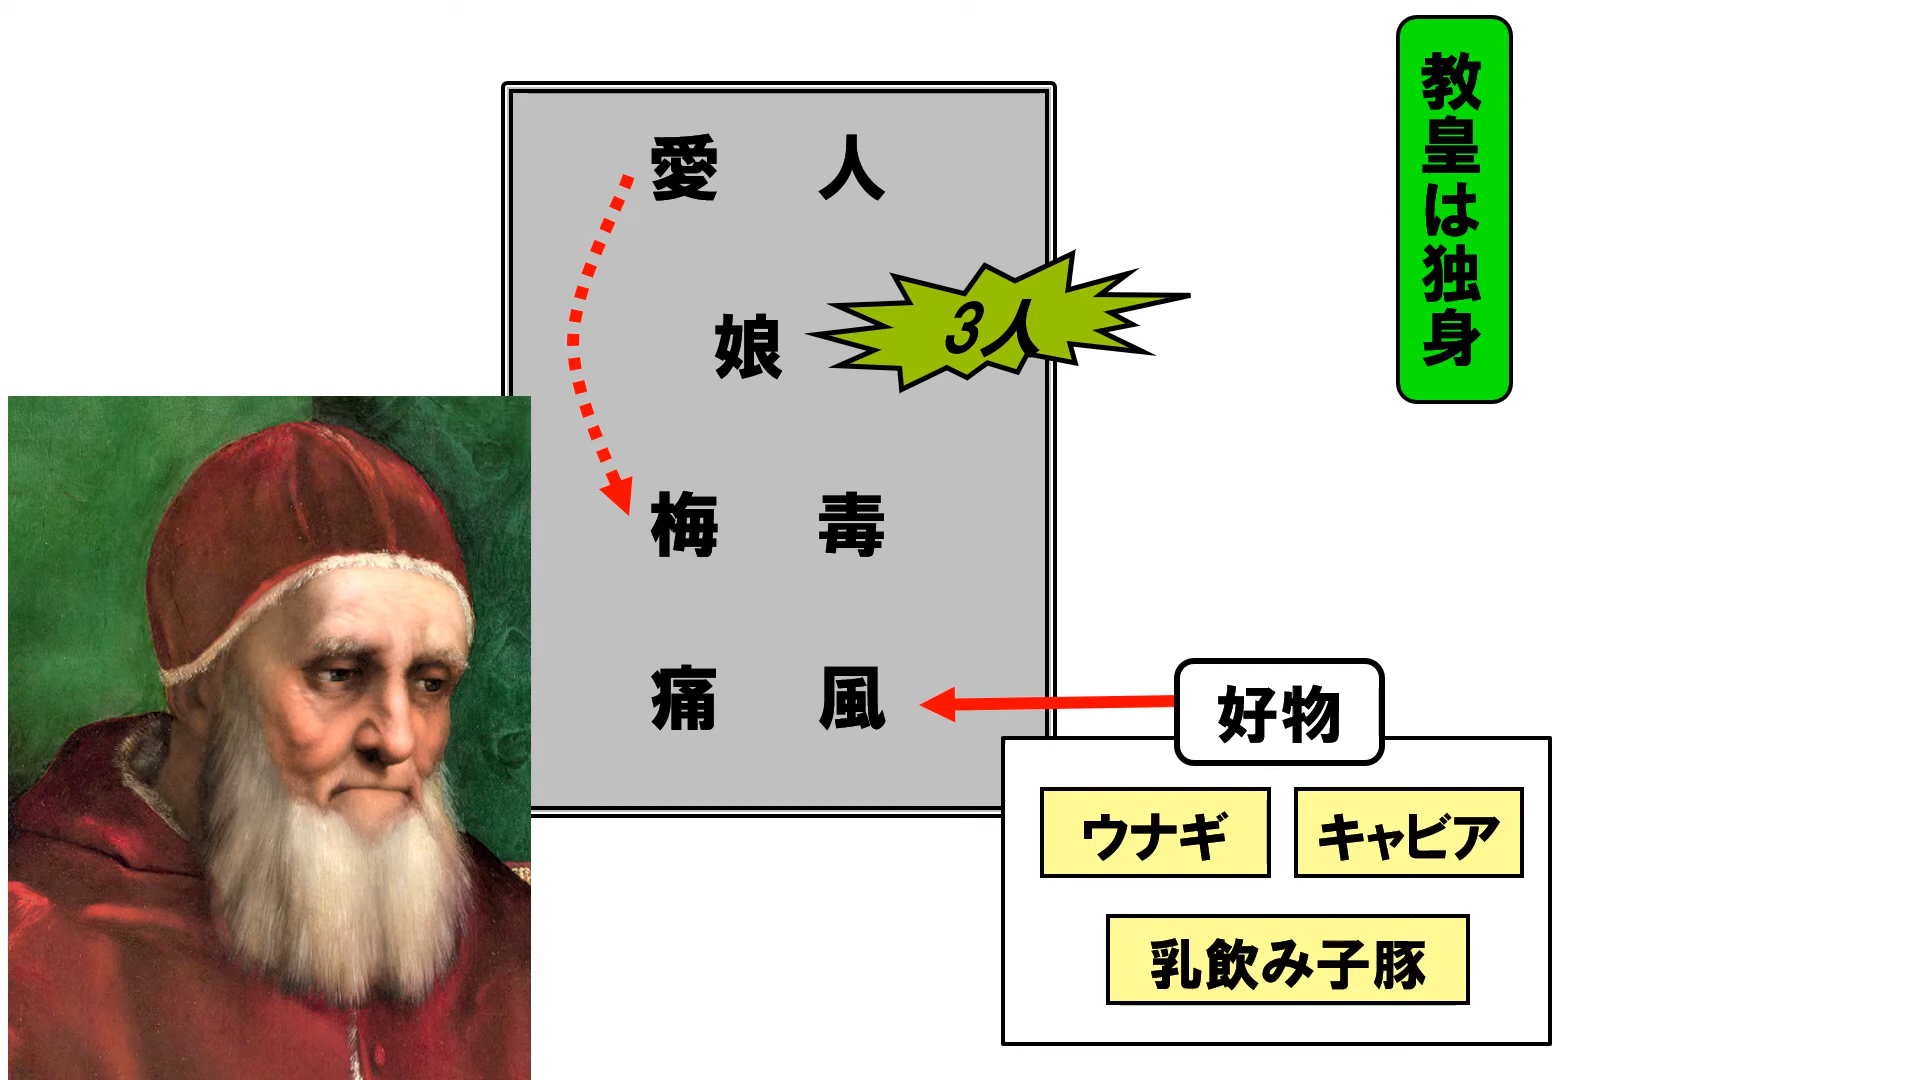 教皇は独身
愛人
娘
3人
梅毒
痛風
好物
ウナギ
キャビア
乳飲み子豚